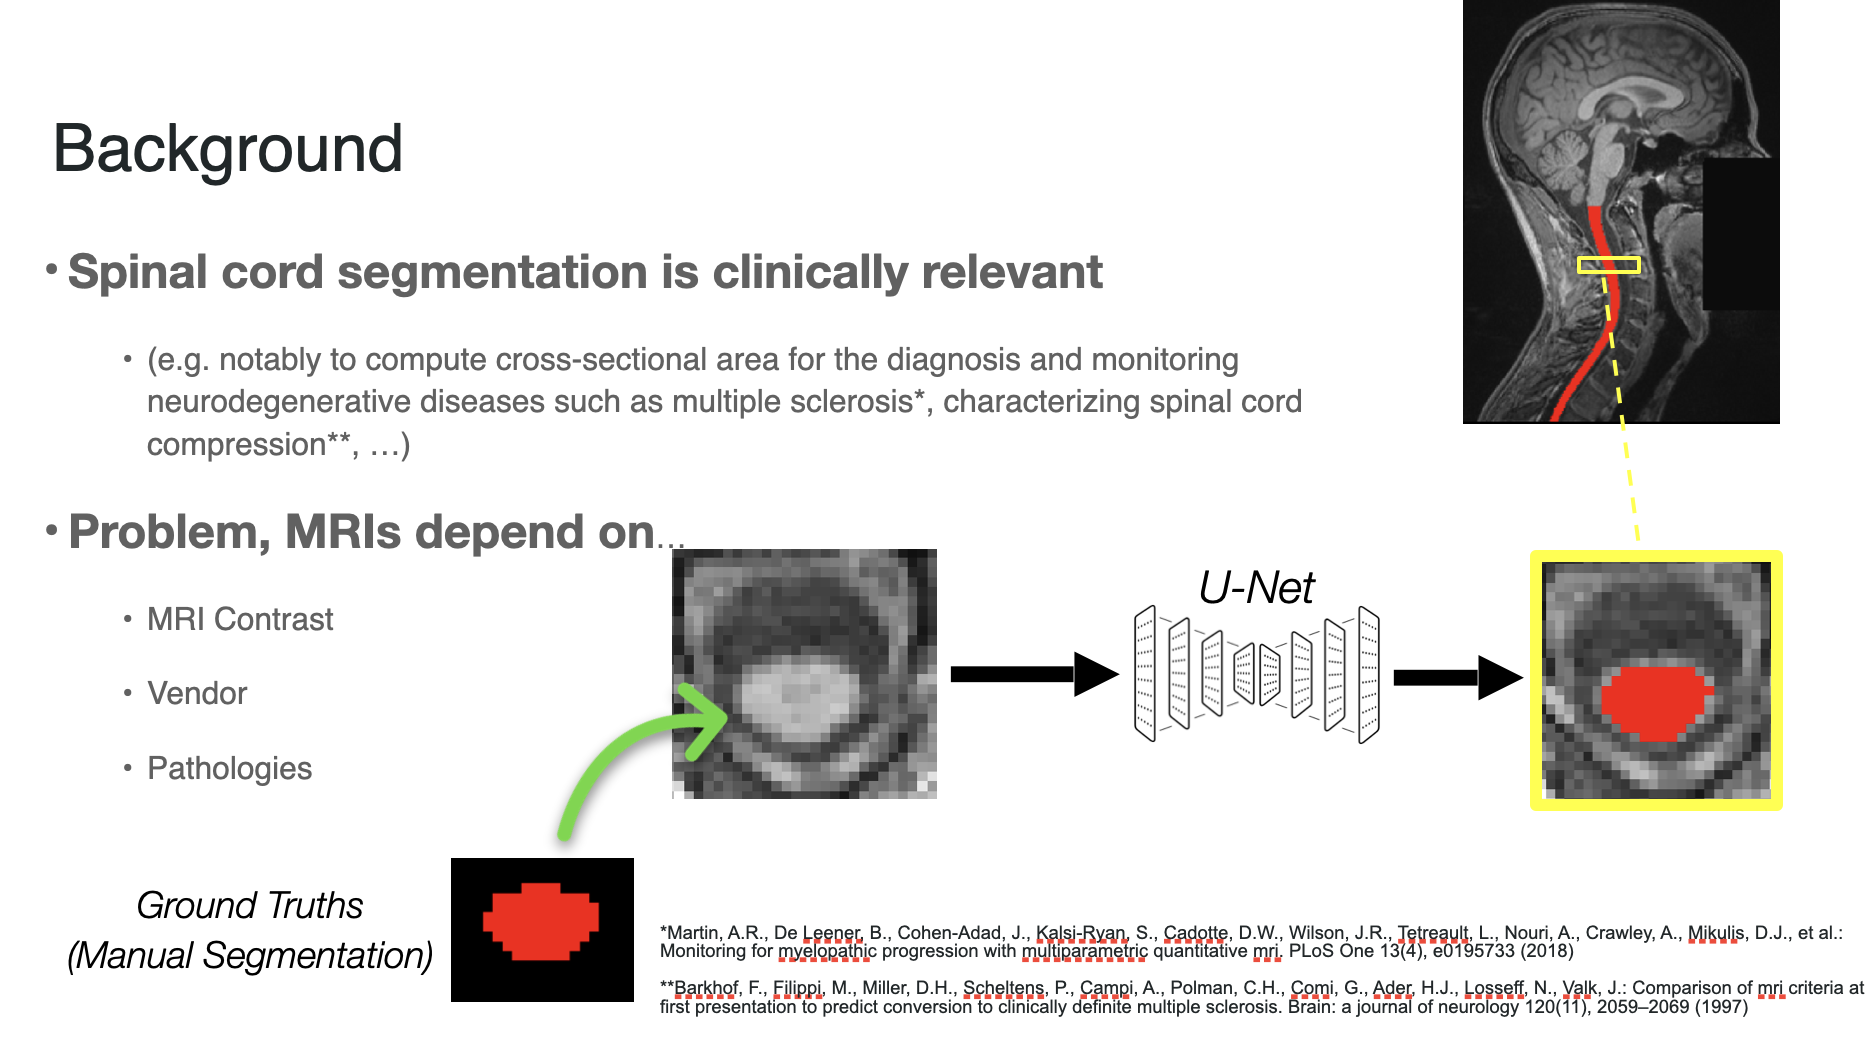 Background
• Spinal cord segmentation is clinically relevant
• (e.g. notably to compute cross-sectional area for the diagnosis and monitoring
neurodegenerative diseases such as multiple sclerosis*, characterizing spinal cord
compression**, …)
• Problem, MRIs depend on…
• MRI Contrast
• Vendor
• Pathologies
U-Net
Ground Truths
(Manual Segmentation)
*Martin, A.R., De Leener, B., Cohen-Adad, J., Kalsi-Ryan, S., Cadotte, D.W., Wilson, J.R., Tetreault, L., Nouri, A., Crawley, A., Mikulis, D.J., et al.:
Monitoring for myelopathic progression with multiparametric quantitative mri. PLoS One 13(4), e0195733 (2018)
**Barkhof, F., Filippi, M., Miller, D.H., Scheltens, P., Campi, A., Polman, C.H., Comi, G., Ader, H.J., Losseff, N., Valk, J.: Comparison of mri criteria at
first presentation to predict conversion to clinically definite multiple sclerosis. Brain: a journal of neurology 120(11), 2059–2069 (1997)